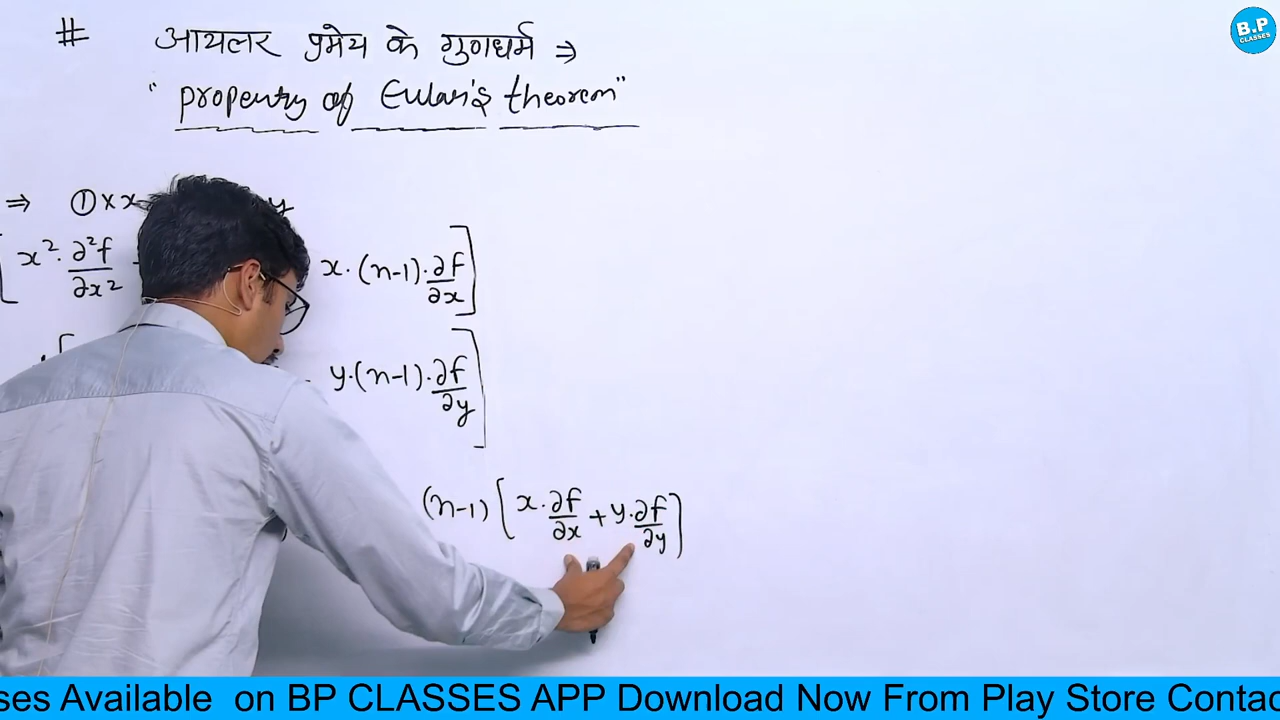 # आयलर प्रमेय के गुणधर्म ⇒
"property of Eular's theorem"
⇒ ①×x y
[x²·∂²f/∂x² x·(n-1)·∂f/∂x]
y·(n-1)·∂f/∂y]
(n-1)[x·∂f/∂x + y·∂f/∂y]
B.P
CLASSES
ses Available on BP CLASSES APP Download Now From Play Store Contac